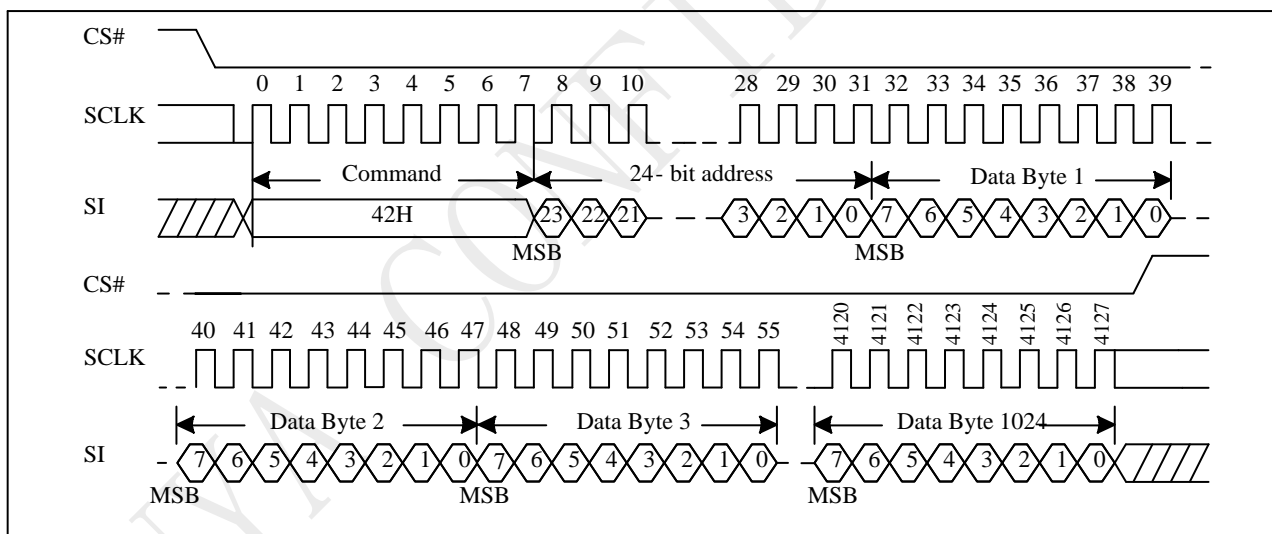 CS#
0 1 2 3 4 5 6 7 8 9 10 28 29 30 31 32 33 34 35 36 37 38 39
SCLK
Command 24- bit address Data Byte 1
SI 42H 23 22 21 3 2 1 0 7 6 5 4 3 2 1 0
MSB MSB
CS#
40 41 42 43 44 45 46 47 48 49 50 51 52 53 54 55 4120 4121 4122 4123 4124 4125 4126 4127
SCLK
Data Byte 2 Data Byte 3 Data Byte 1024
SI 7 6 5 4 3 2 1 0 7 6 5 4 3 2 1 0 7 6 5 4 3 2 1 0
MSB MSB MSB